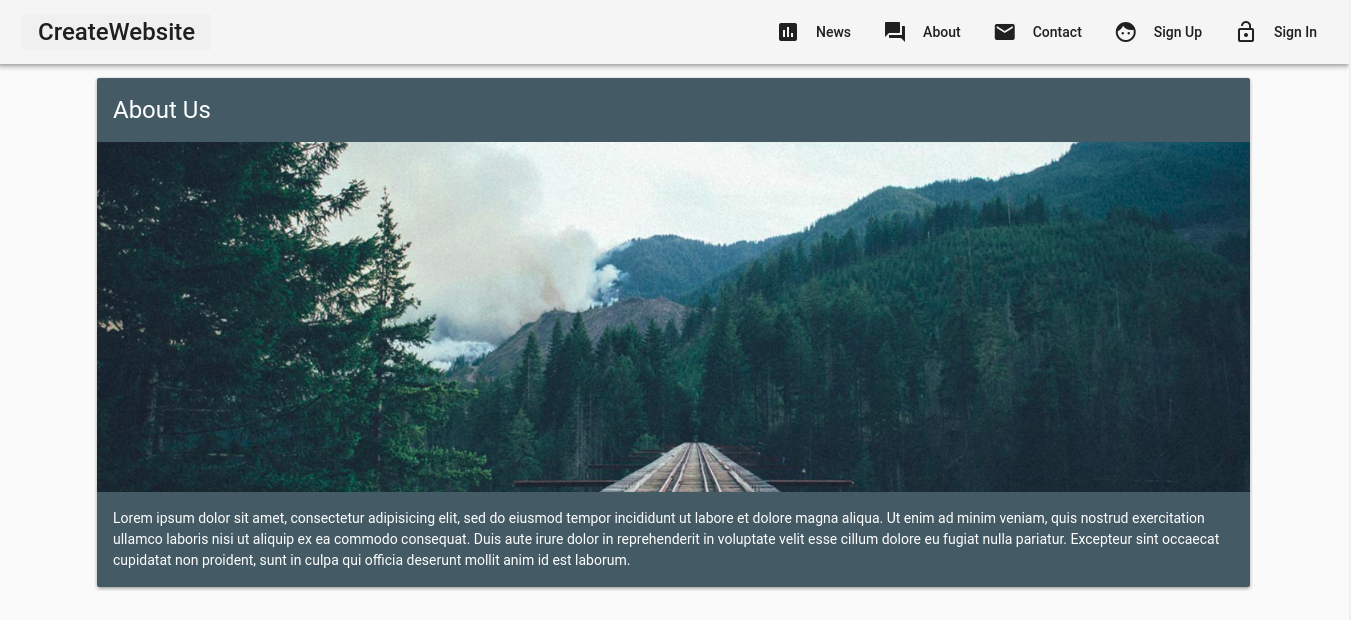 CreateWebsite
News About Contact Sign Up Sign In
About Us
Lorem ipsum dolor sit amet, consectetur adipisicing elit, sed do eiusmod tempor incididunt ut labore et dolore magna aliqua. Ut enim ad minim veniam, quis nostrud exercitation
ullamco laboris nisi ut aliquip ex ea commodo consequat. Duis aute irure dolor in reprehenderit in voluptate velit esse cillum dolore eu fugiat nulla pariatur. Excepteur sint occaecat
cupidatat non proident, sunt in culpa qui officia deserunt mollit anim id est laborum.